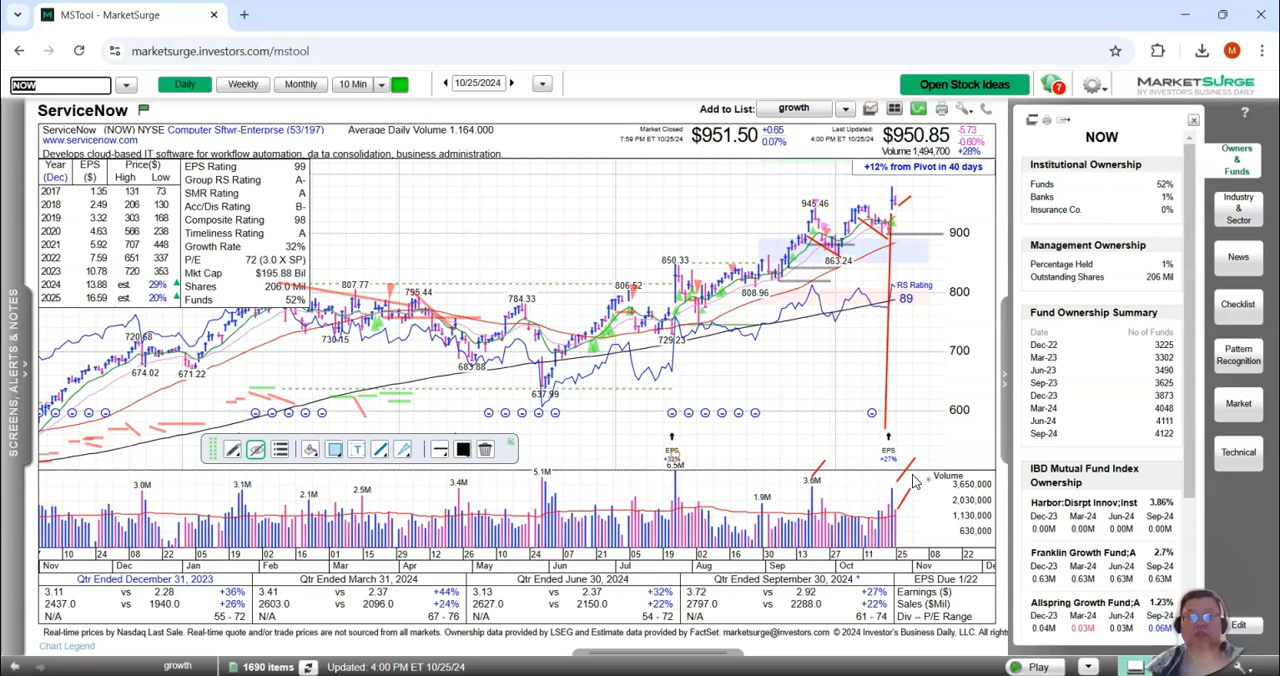 MSTool - MarketSurge
marketsurge.investors.com/mstool
M
NOW
Daily
Weekly
Monthly
10 Min
10/25/2024
Open Stock Ideas
7
MARKETSURGE
BY INVESTOR'S BUSINESS DAILY
ServiceNow
Add to List:
growth
ServiceNow (NOW) NYSE Computer Sftwr-Enterprse (53/197)
Average Daily Volume 1.164.000
www.servicenow.com
Market Closed
7:59 PM ET 10/25/24
$951.50
+0.65
0.07%
Last Updated:
4:00 PM ET 10/25/24
$950.85
-5.73
-0.60%
Volume 1,494,700
+28%
Develops cloud-based IT software for workflow automation, da ta consolidation, business administration
+12% from Pivot in 40 days
Year EPS Price($)
(Dec) ($) High Low
2017 1.35 131 73
2018 2.49 206 130
2019 3.32 303 168
2020 4.63 566 238
2021 5.92 707 448
2022 7.59 651 337
2023 10.78 720 353
2024 13.88 est. 29%
2025 16.59 est. 20%
EPS Rating 99
Group RS Rating A-
SMR Rating A
Acc/Dis Rating B-
Composite Rating 98
Timeliness Rating A
Growth Rate 32%
P/E 72 (3.0 X SP)
Mkt Cap $195.88 Bil
Shares 206.0 Mil
Funds 52%
945.46
900
863.24
850.33
RS Rating
89
807.77
795.44
784.33
806.52
808.96
800
720.68
730.15
729.23
700
674.02
671.22
683.88
637.99
600
EPS
+32%
EPS
+27%
3.0M
3.1M
2.1M
2.5M
3.4M
5.1M
6.5M
1.9M
3.6M
Volume
3,650,000
2,030,000
1,130,000
630,000
10 24 08 22 05 19 02 16 01 15 29 12 26 10 24 07 21 05 19 02 16 30 13 27 11 25 08 22
Nov Dec Jan Feb Mar Apr May Jun Jul Aug Sep Oct Nov De
Qtr Ended December 31, 2023
Qtr Ended March 31, 2024
Qtr Ended June 30, 2024
Qtr Ended September 30, 2024 *
EPS Due 1/22
3.11 vs 2.28 +36% 3.41 vs 2.37 +44% 3.13 vs 2.37 +32% 3.72 vs 2.92 +27% Earnings ($)
2437.0 vs 1940.0 +26% 2603.0 vs 2096.0 +24% 2627.0 vs 2150.0 +22% 2797.0 vs 2288.0 +22% Sales ($Mil)
N/A 55 - 72 N/A 67 - 76 N/A 54 - 72 N/A 61 - 74 Div -- P/E Range
Real-time prices by Nasdaq Last Sale. Real-time quote and/or trade prices are not sourced from all markets. Ownership data provided by LSEG and Estimate data provided by FactSet. marketsurge@investors.com © 2024 Investor's Business Daily, LLC. All righ
Chart Legend
growth
1690 items
Updated: 4:00 PM ET 10/25/24
Play
SCREENS, ALERTS & NOTES
NOW
Institutional Ownership
Funds 52%
Banks 1%
Insurance Co. 0%
Management Ownership
Percentage Held 1%
Outstanding Shares 206 Mil
Fund Ownership Summary
Date No of Funds
Dec-22 3225
Mar-23 3302
Jun-23 3490
Sep-23 3625
Dec-23 3873
Mar-24 4048
Jun-24 4111
Sep-24 4122
IBD Mutual Fund Index
Ownership
Harbor:Disrpt Innov;Inst 3.86%
Dec-23 Mar-24 Jun-24 Sep-24
0.00M 0.00M 0.00M 0.00M
Franklin Growth Fund;A 2.7%
Dec-23 Mar-24 Jun-24 Sep-24
0.63M 0.63M 0.63M 0.63M
Allspring Growth Fund;A 1.23%
Dec-23 Mar-24 Jun-24 Sep-24
0.04M 0.03M 0.03M 0.06M
?
Owners
&
Funds
Industry
&
Sector
News
Checklist
Pattern
Recognition
Market
Technical
Edit